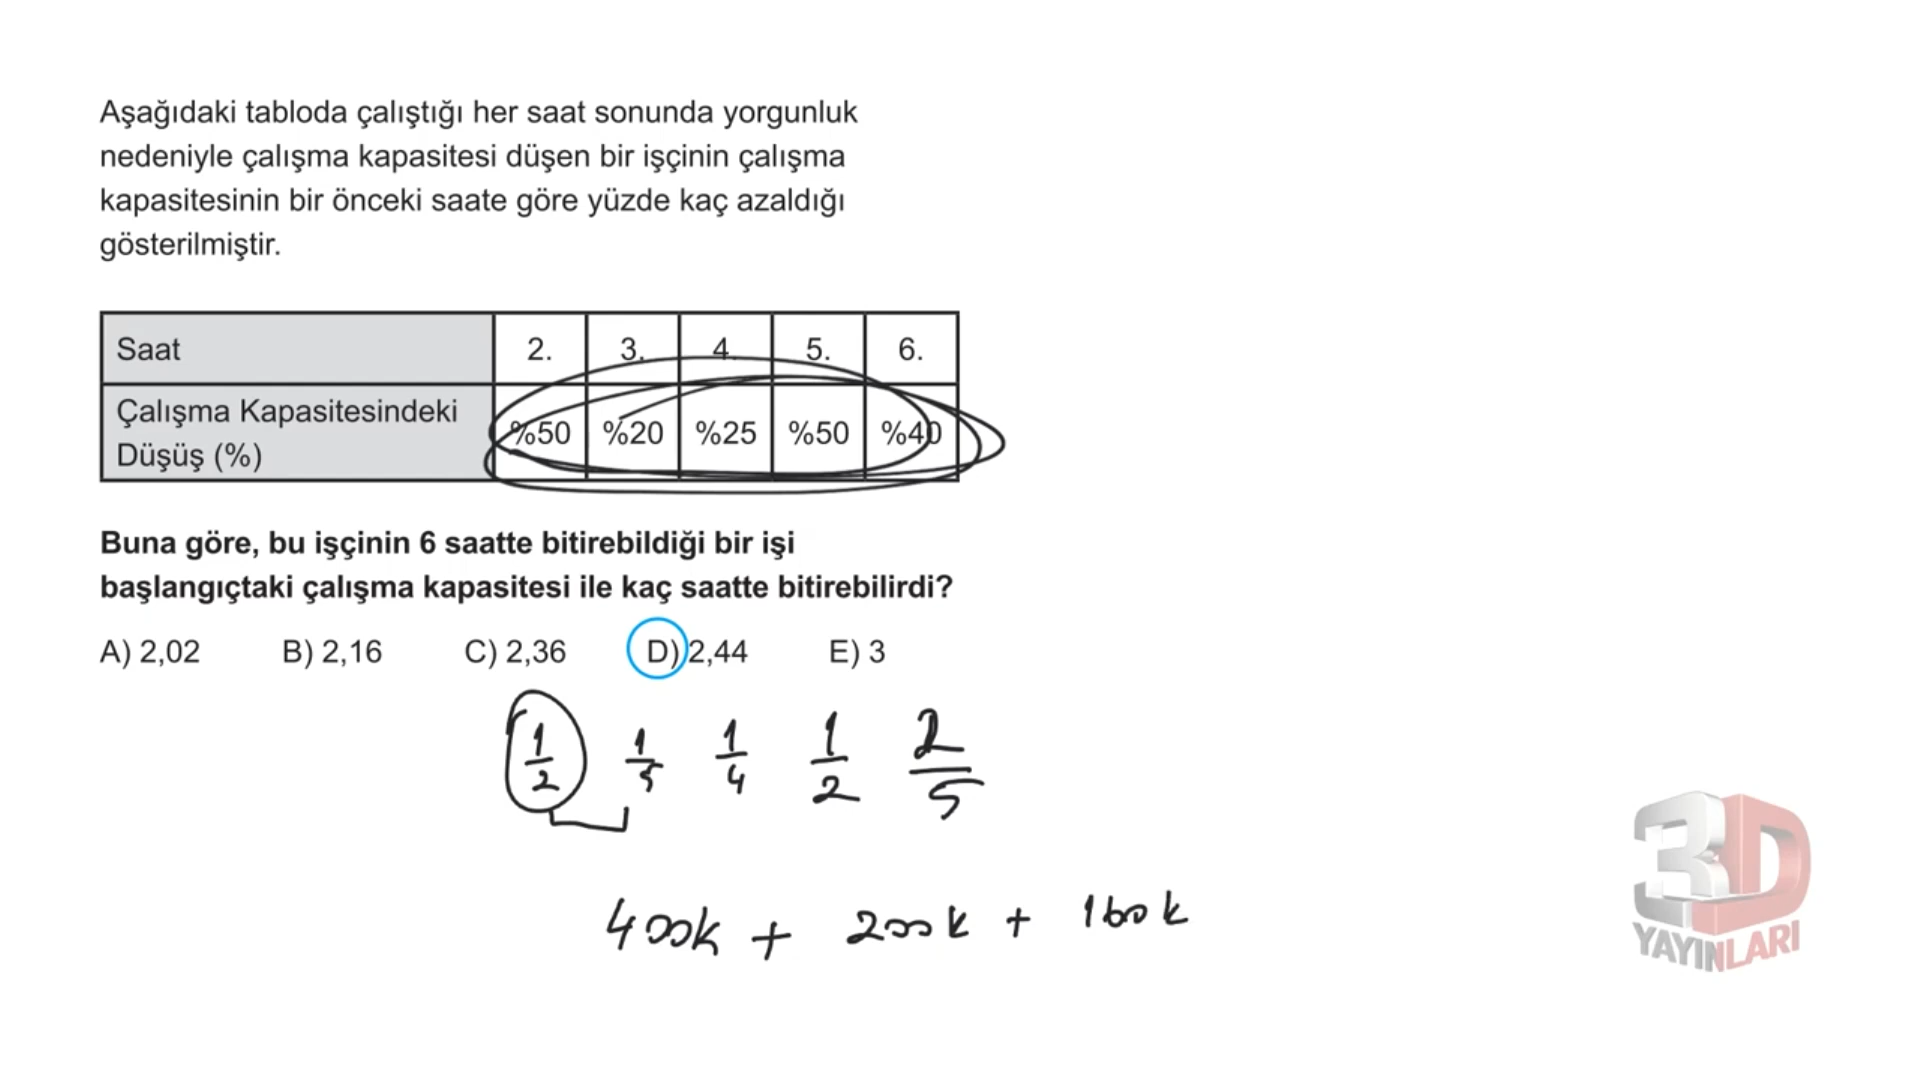 Aşağıdaki tabloda çalıştığı her saat sonunda yorgunluk
nedeniyle çalışma kapasitesi düşen bir işçinin çalışma
kapasitesinin bir önceki saate göre yüzde kaç azaldığı
gösterilmiştir.
Saat 2. 3. 4. 5. 6.
Çalışma Kapasitesindeki
Düşüş (%) %50 %20 %25 %50 %40
Buna göre, bu işçinin 6 saatte bitirebildiği bir işi
başlangıçtaki çalışma kapasitesi ile kaç saatte bitirebilirdi?
A) 2,02 B) 2,16 C) 2,36 D) 2,44 E) 3
1/2 1/5 1/4 1/2 2/5
400k + 200k + 160k
3D
YAYINLARI